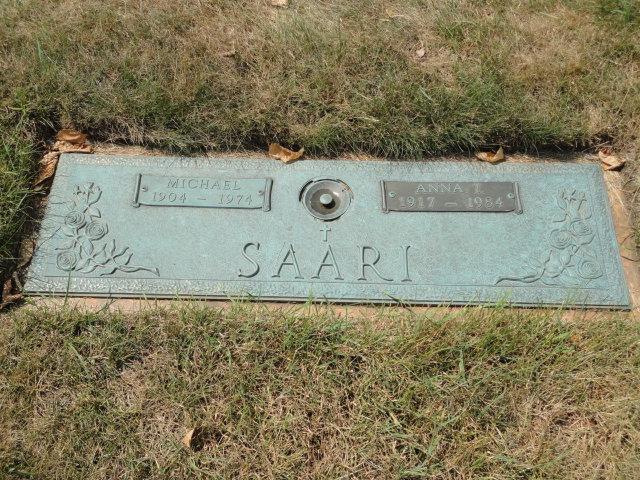 MICHAEL
1904 - 1974
ANNA T.
1917 - 1984
SAARI